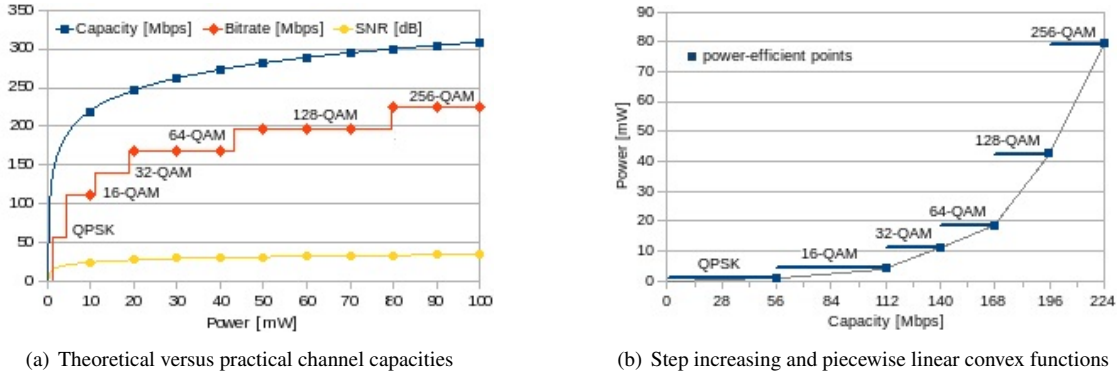 350
300
250
200
150
100
50
0
Capacity [Mbps] Bitrate [Mbps] SNR [dB]
256-QAM
128-QAM
64-QAM
32-QAM
16-QAM
QPSK
0 10 20 30 40 50 60 70 80 90 100
Power [mW]
(a) Theoretical versus practical channel capacities
90
80
70
60
50
40
30
20
10
0
Power [mW]
256-QAM
power-efficient points
128-QAM
64-QAM
32-QAM
16-QAM
QPSK
0 28 56 84 112 140 168 196 224
Capacity [Mbps]
(b) Step increasing and piecewise linear convex functions